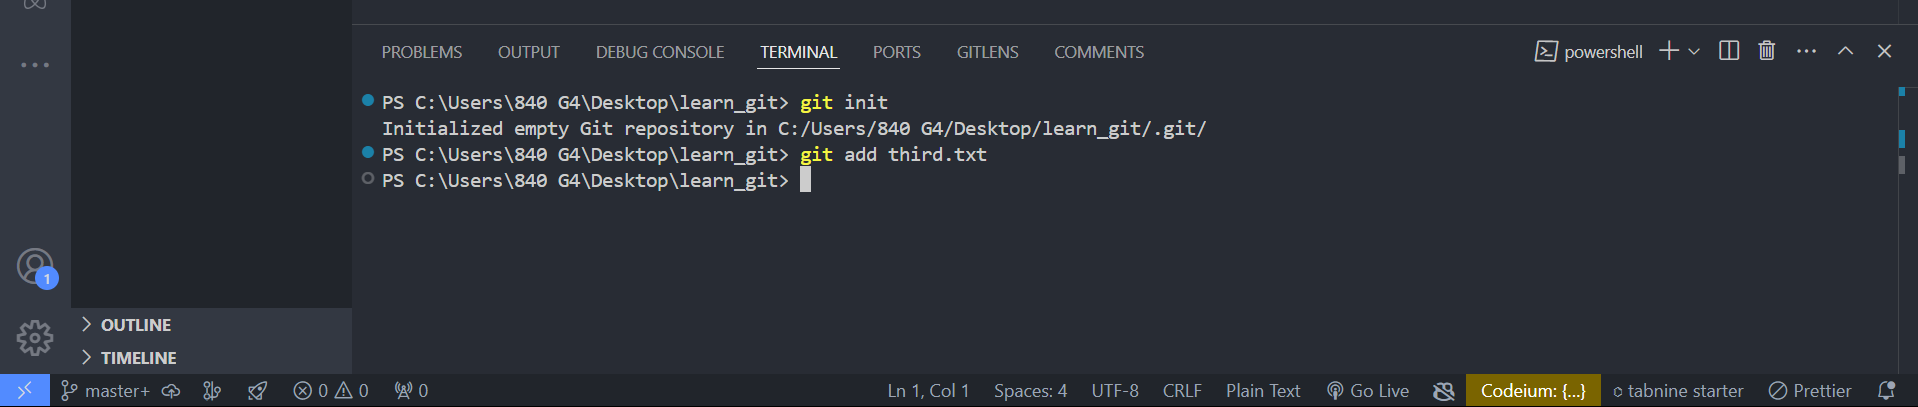 PROBLEMS OUTPUT DEBUG CONSOLE TERMINAL PORTS GITLENS COMMENTS powershell
PS C:\Users\840 G4\Desktop\learn_git> git init
Initialized empty Git repository in C:/Users/840 G4/Desktop/learn_git/.git/
PS C:\Users\840 G4\Desktop\learn_git> git add third.txt
PS C:\Users\840 G4\Desktop\learn_git>
1
OUTLINE
TIMELINE
master+ 0 0 0 Ln 1, Col 1 Spaces: 4 UTF-8 CRLF Plain Text Go Live Codeium: {...} tabnine starter Prettier